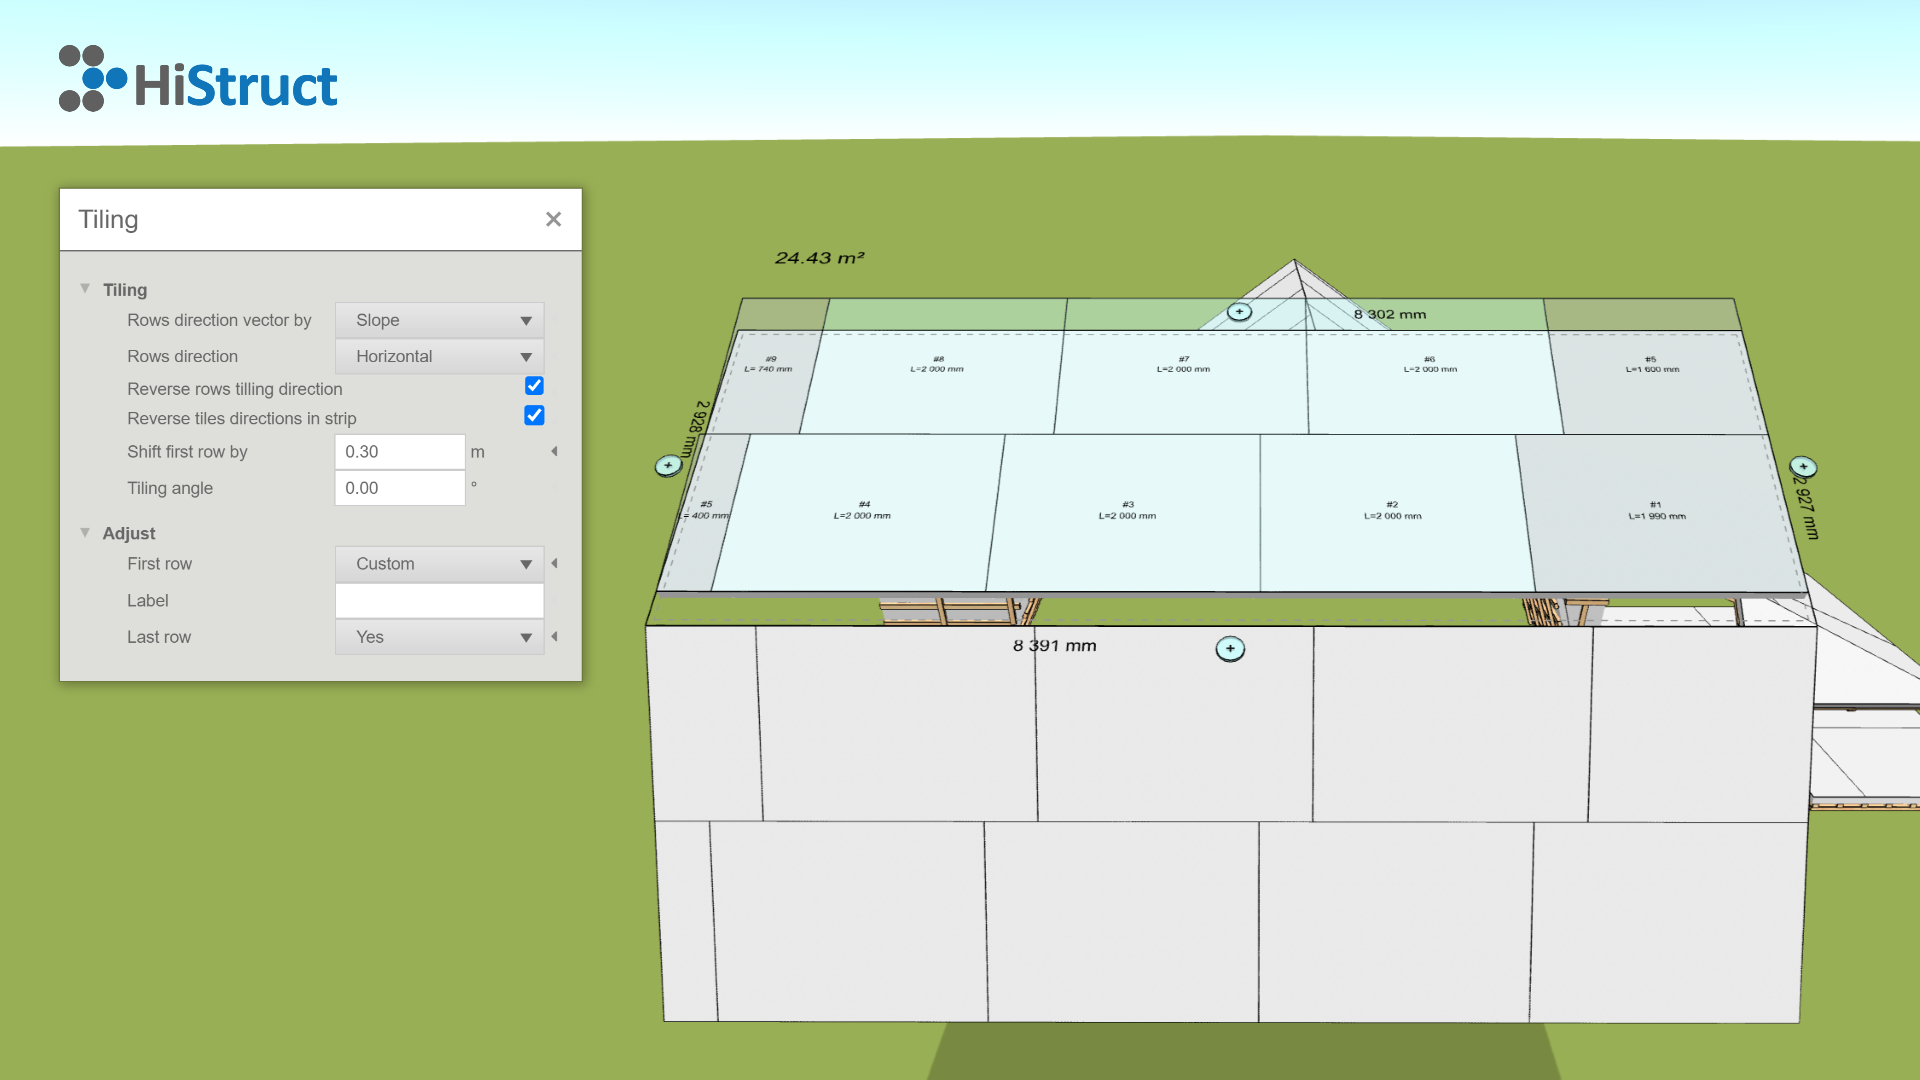 HiStruct
Tiling
Tiling
Rows direction vector by
Slope
Rows direction
Horizontal
Reverse rows tilling direction
Reverse tiles directions in strip
Shift first row by
0.30
m
Tiling angle
0.00
°
Adjust
First row
Custom
Label
Last row
Yes
24.43 m²
8 302 mm
#9
L= 740 mm
#8
L=2 000 mm
#7
L=2 000 mm
#6
L=2 000 mm
#5
L=1 600 mm
2 928 mm
2 927 mm
#5
L= 400 mm
#4
L=2 000 mm
#3
L=2 000 mm
#2
L=2 000 mm
#1
L=1 990 mm
8 391 mm